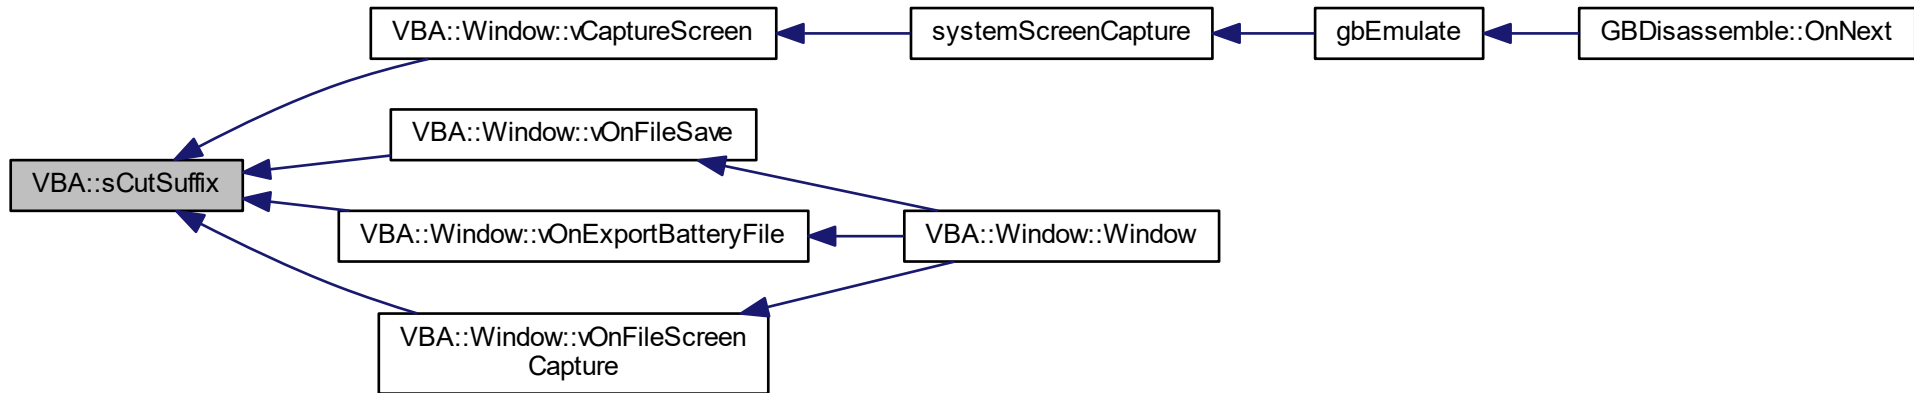 VBA::Window::vCaptureScreen
systemScreenCapture
gbEmulate
GBDisassemble::OnNext
VBA::Window::vOnFileSave
VBA::sCutSuffix
VBA::Window::vOnExportBatteryFile
VBA::Window::Window
VBA::Window::vOnFileScreen
Capture